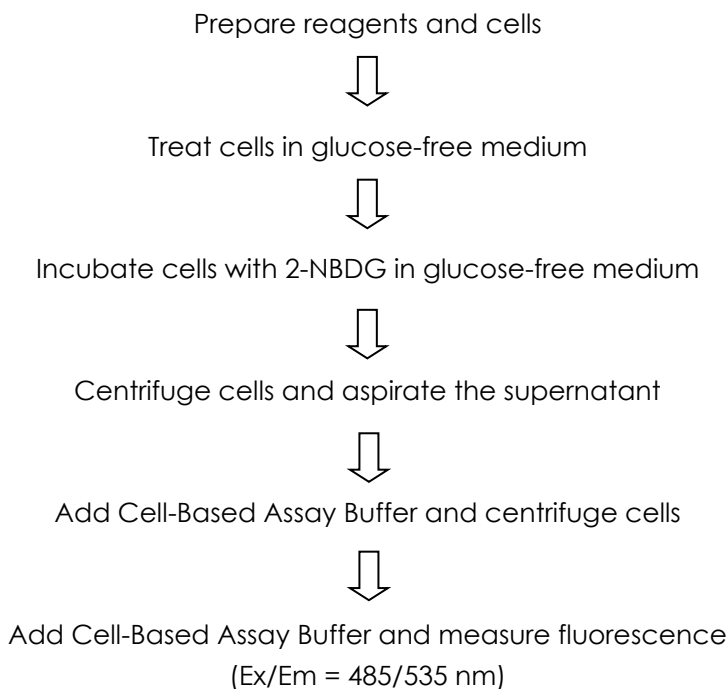 Prepare reagents and cells
Treat cells in glucose-free medium
Incubate cells with 2-NBDG in glucose-free medium
Centrifuge cells and aspirate the supernatant
Add Cell-Based Assay Buffer and centrifuge cells
Add Cell-Based Assay Buffer and measure fluorescence
(Ex/Em = 485/535 nm)